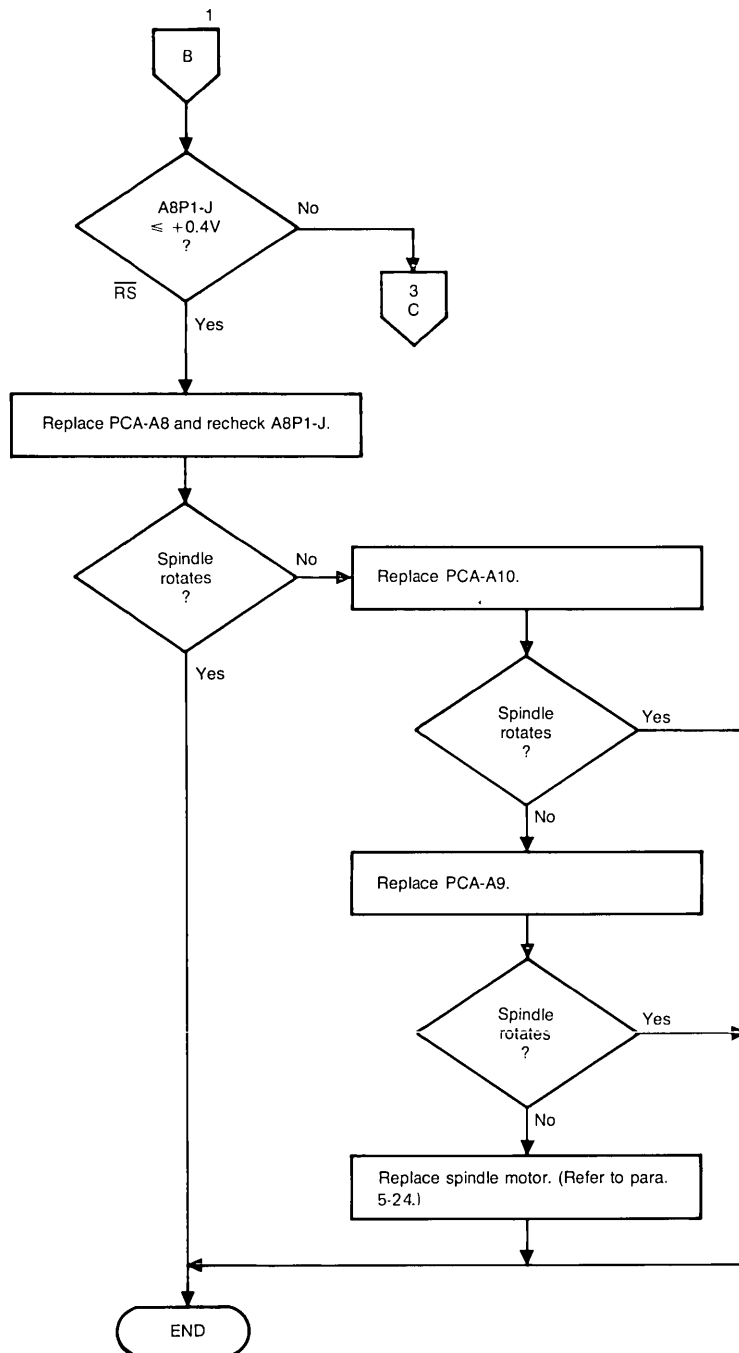 1
B
A8P1-J
≤ +0.4V
?
No
R̅S̅
3
C
Yes
Replace PCA-A8 and recheck A8P1-J.
Spindle
rotates
?
No
Replace PCA-A10.
Yes
Spindle
rotates
?
Yes
No
Replace PCA-A9.
Spindle
rotates
?
Yes
No
Replace spindle motor. (Refer to para.
5-24.)
END